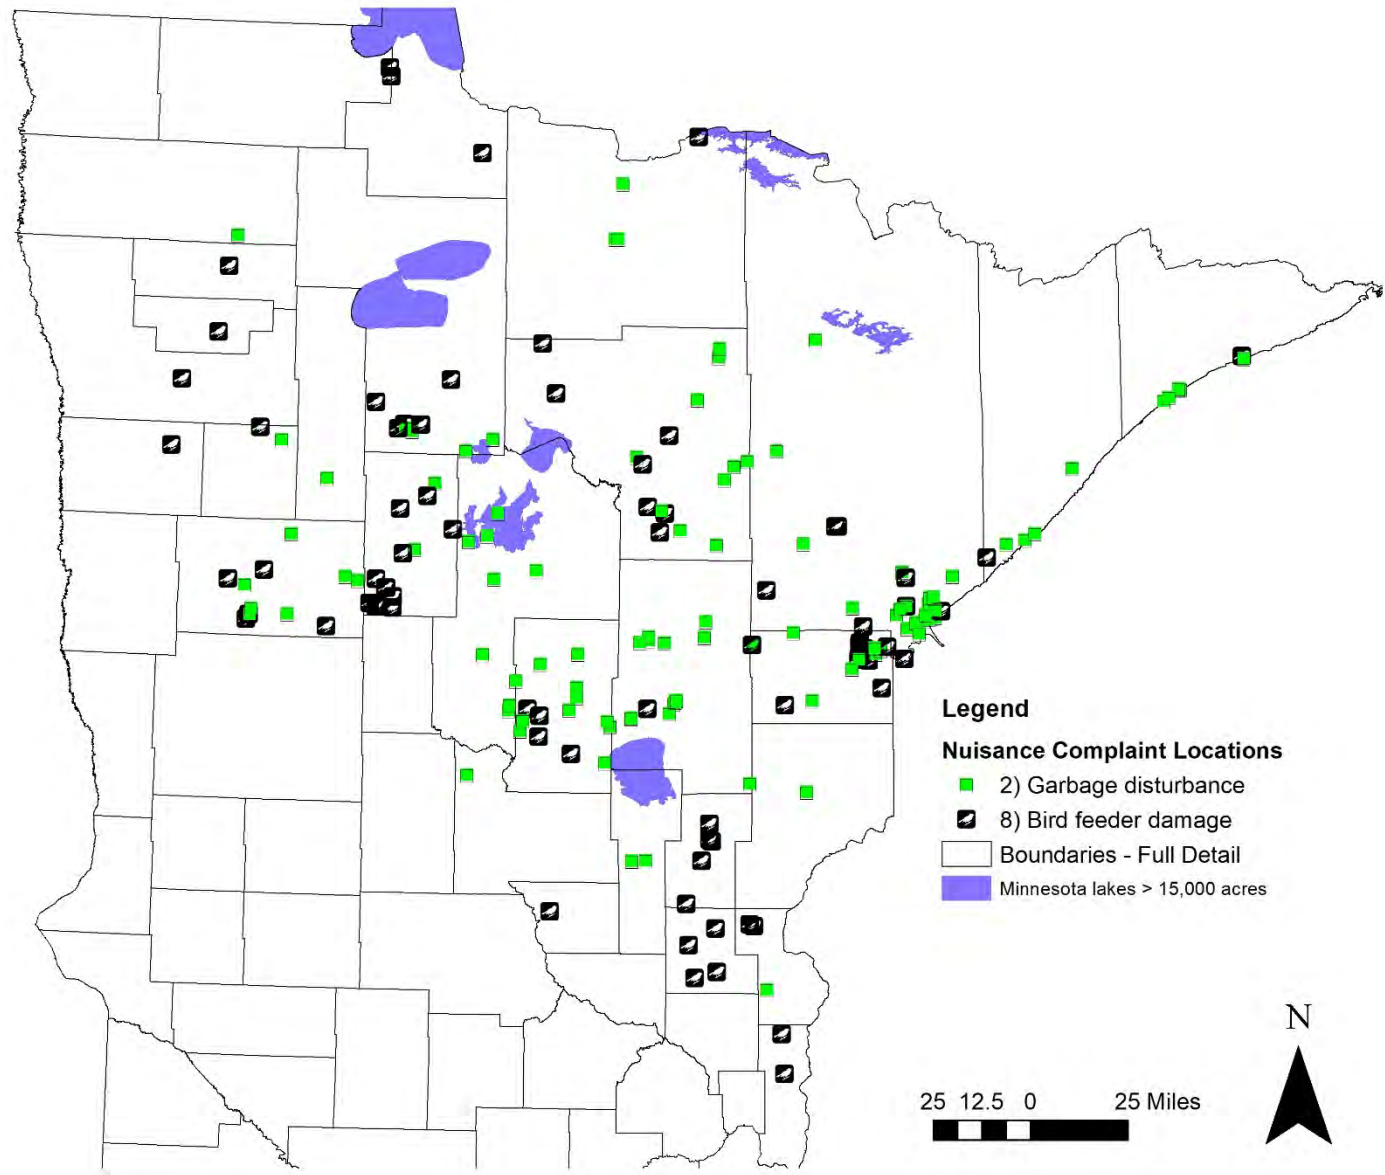 Legend
Nuisance Complaint Locations
2) Garbage disturbance
8) Bird feeder damage
Boundaries - Full Detail
Minnesota lakes > 15,000 acres
N
25 12.5 0 25 Miles